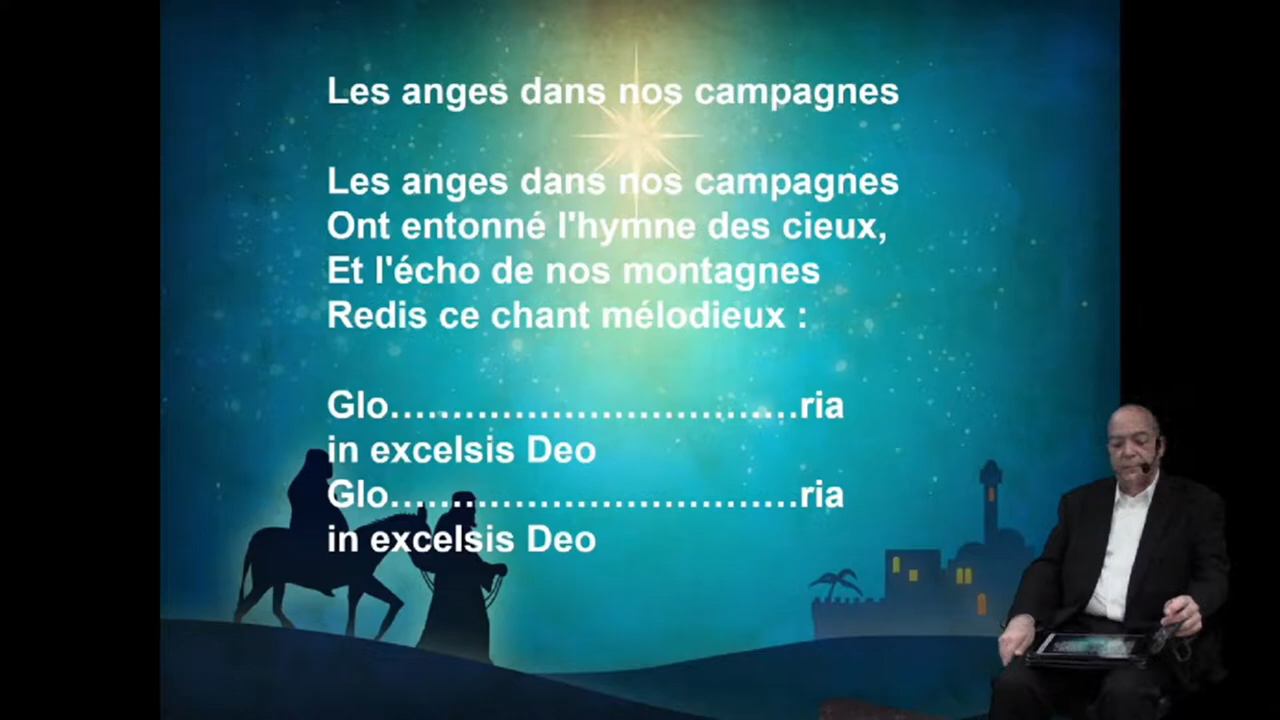 Les anges dans nos campagnes
Les anges dans nos campagnes
Ont entonné l'hymne des cieux,
Et l'écho de nos montagnes
Redis ce chant mélodieux :
Glo………………………………ria
in excelsis Deo
Glo………………………………ria
in excelsis Deo